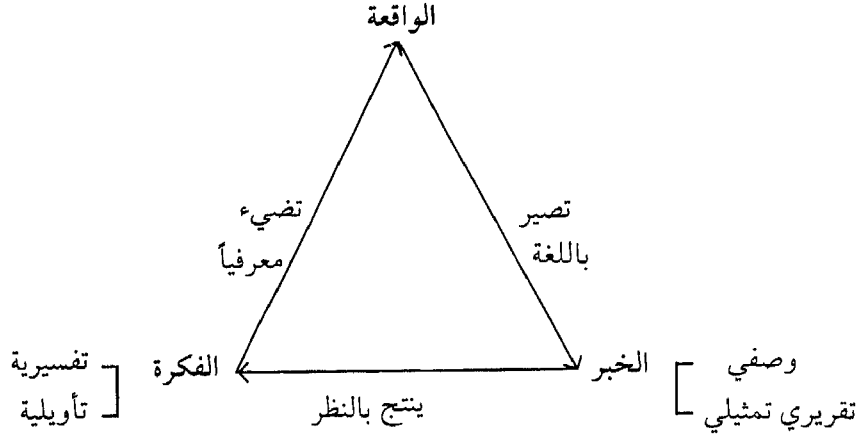 الواقعة
تصير
باللغة
تضيء
معرفياً
وصفي
الخبر
تقريري تمثيلي
ينتج بالنظر
الفكرة
تفسيرية
تأويلية